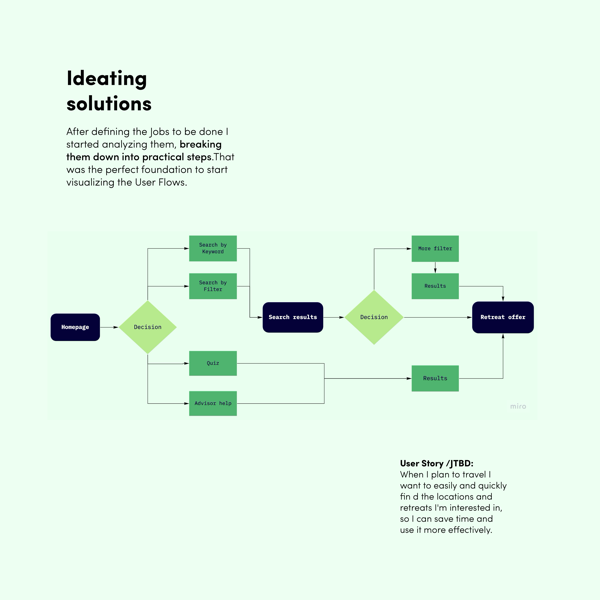 Ideating
solutions
After defining the Jobs to be done I
started analyzing them, breaking
them down into practical steps.That
was the perfect foundation to start
visualizing the User Flows.
Search by
Keyword
More filter
Search by
Filter
Results
Homepage
Decision
Search results
Decision
Retreat offer
Quiz
Results
Advisor help
miro
User Story /JTBD:
When I plan to travel I
want to easily and quickly
fin d the locations and
retreats I'm interested in,
so I can save time and
use it more effectively.